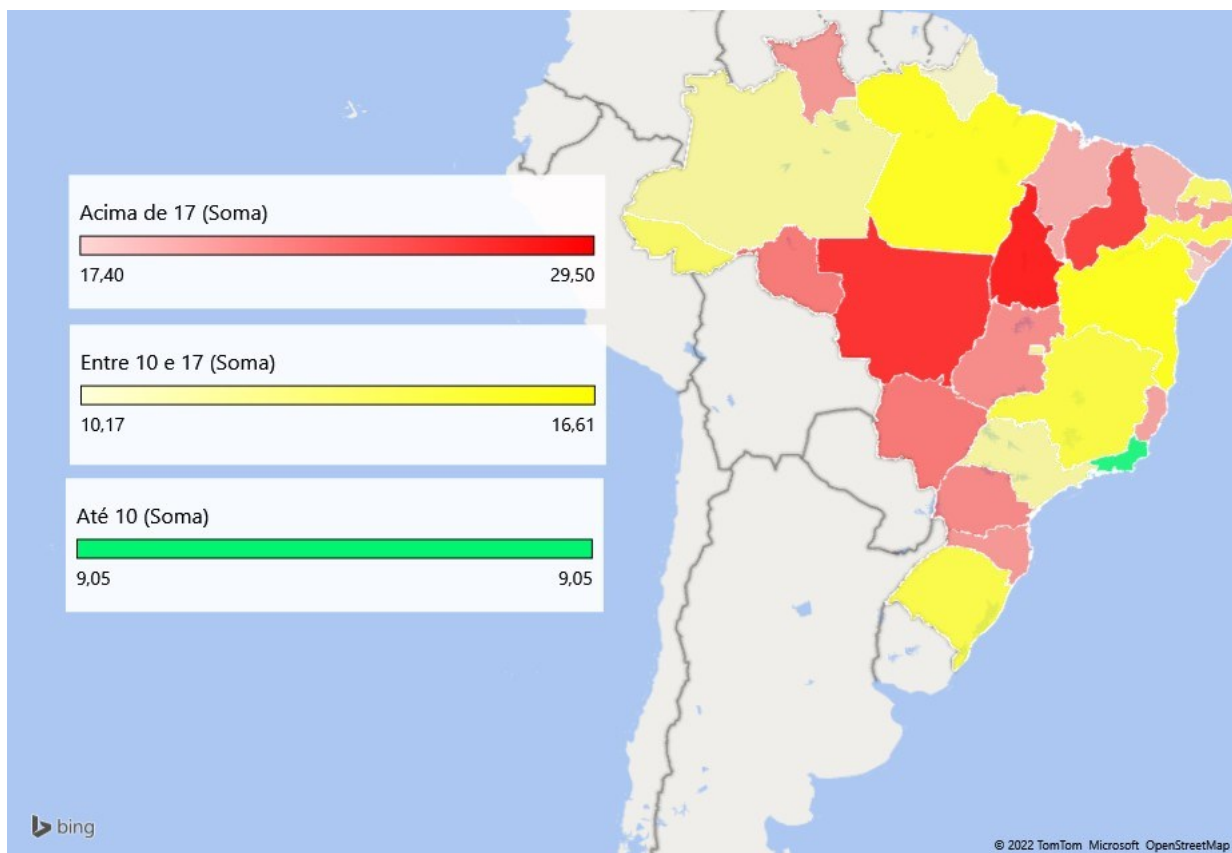 Acima de 17 (Soma)
17,40 29,50
Entre 10 e 17 (Soma)
10,17 16,61
Até 10 (Soma)
9,05 9,05
bing
© 2022 TomTom Microsoft OpenStreetMap